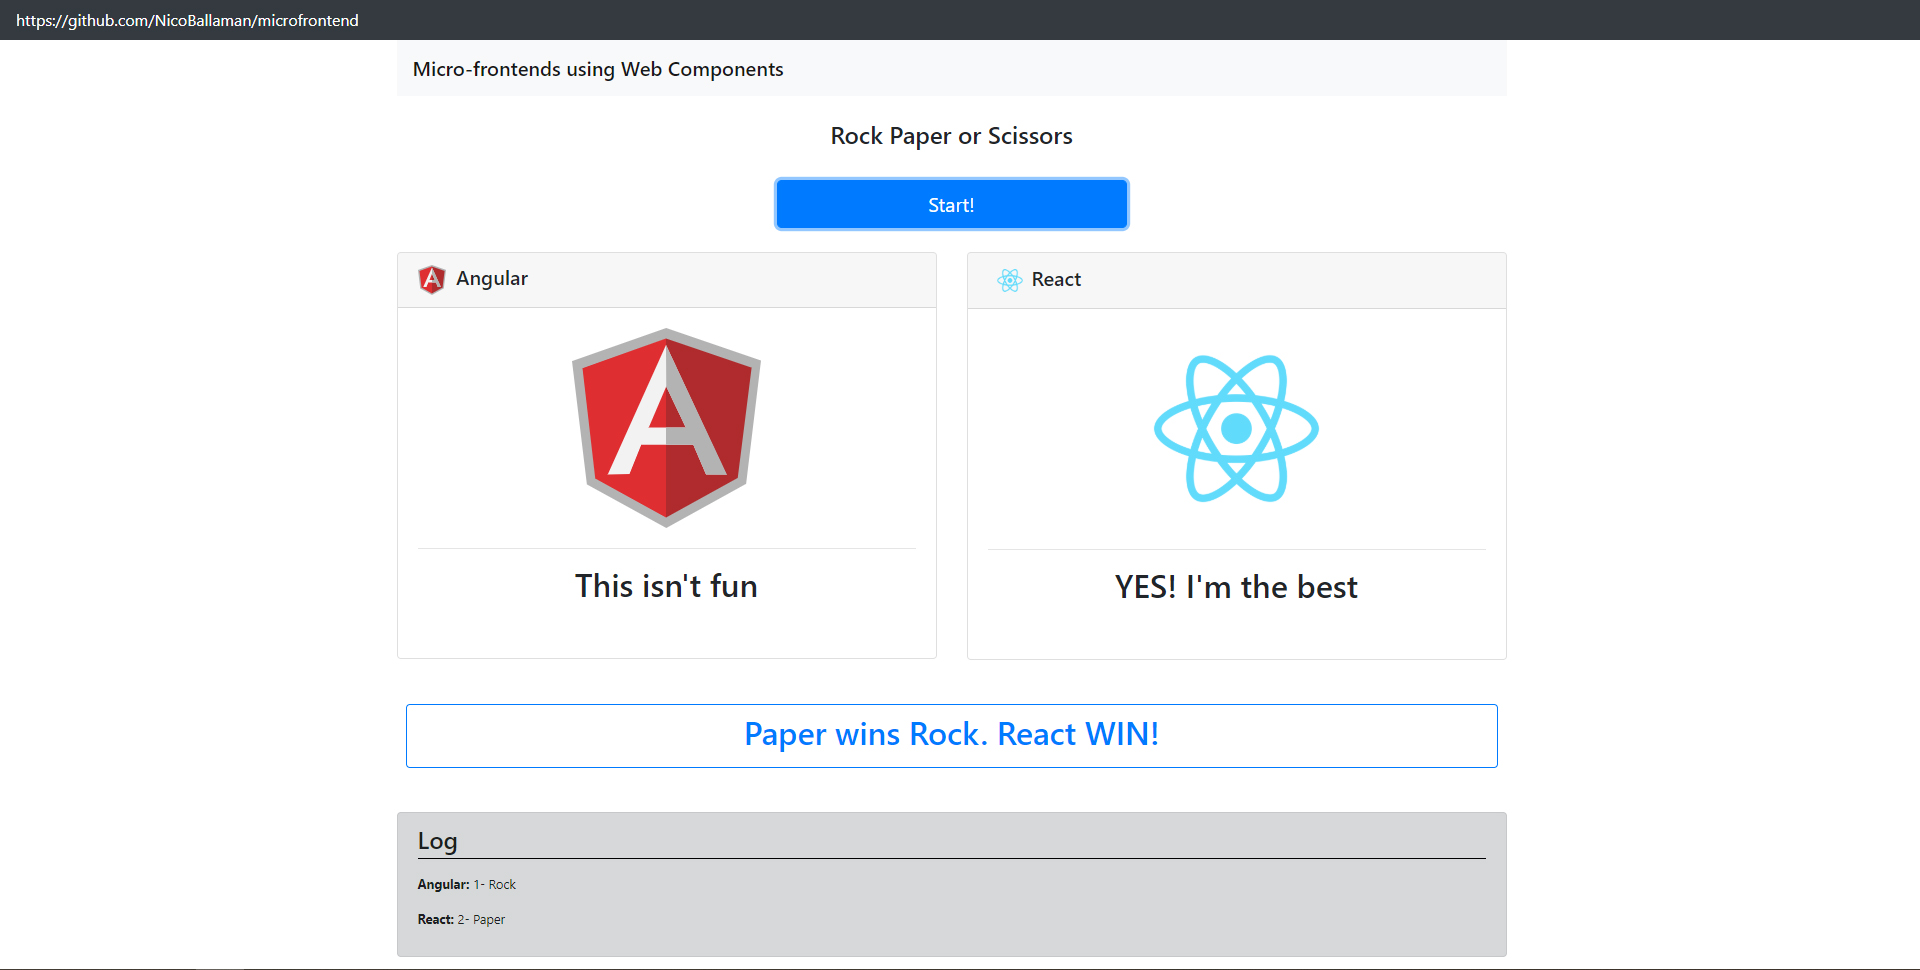 https://github.com/NicoBallaman/microfrontend
Micro-frontends using Web Components
Rock Paper or Scissors
Start!
Angular
React
This isn't fun
YES! I'm the best
Paper wins Rock. React WIN!
Log
Angular: 1- Rock
React: 2- Paper